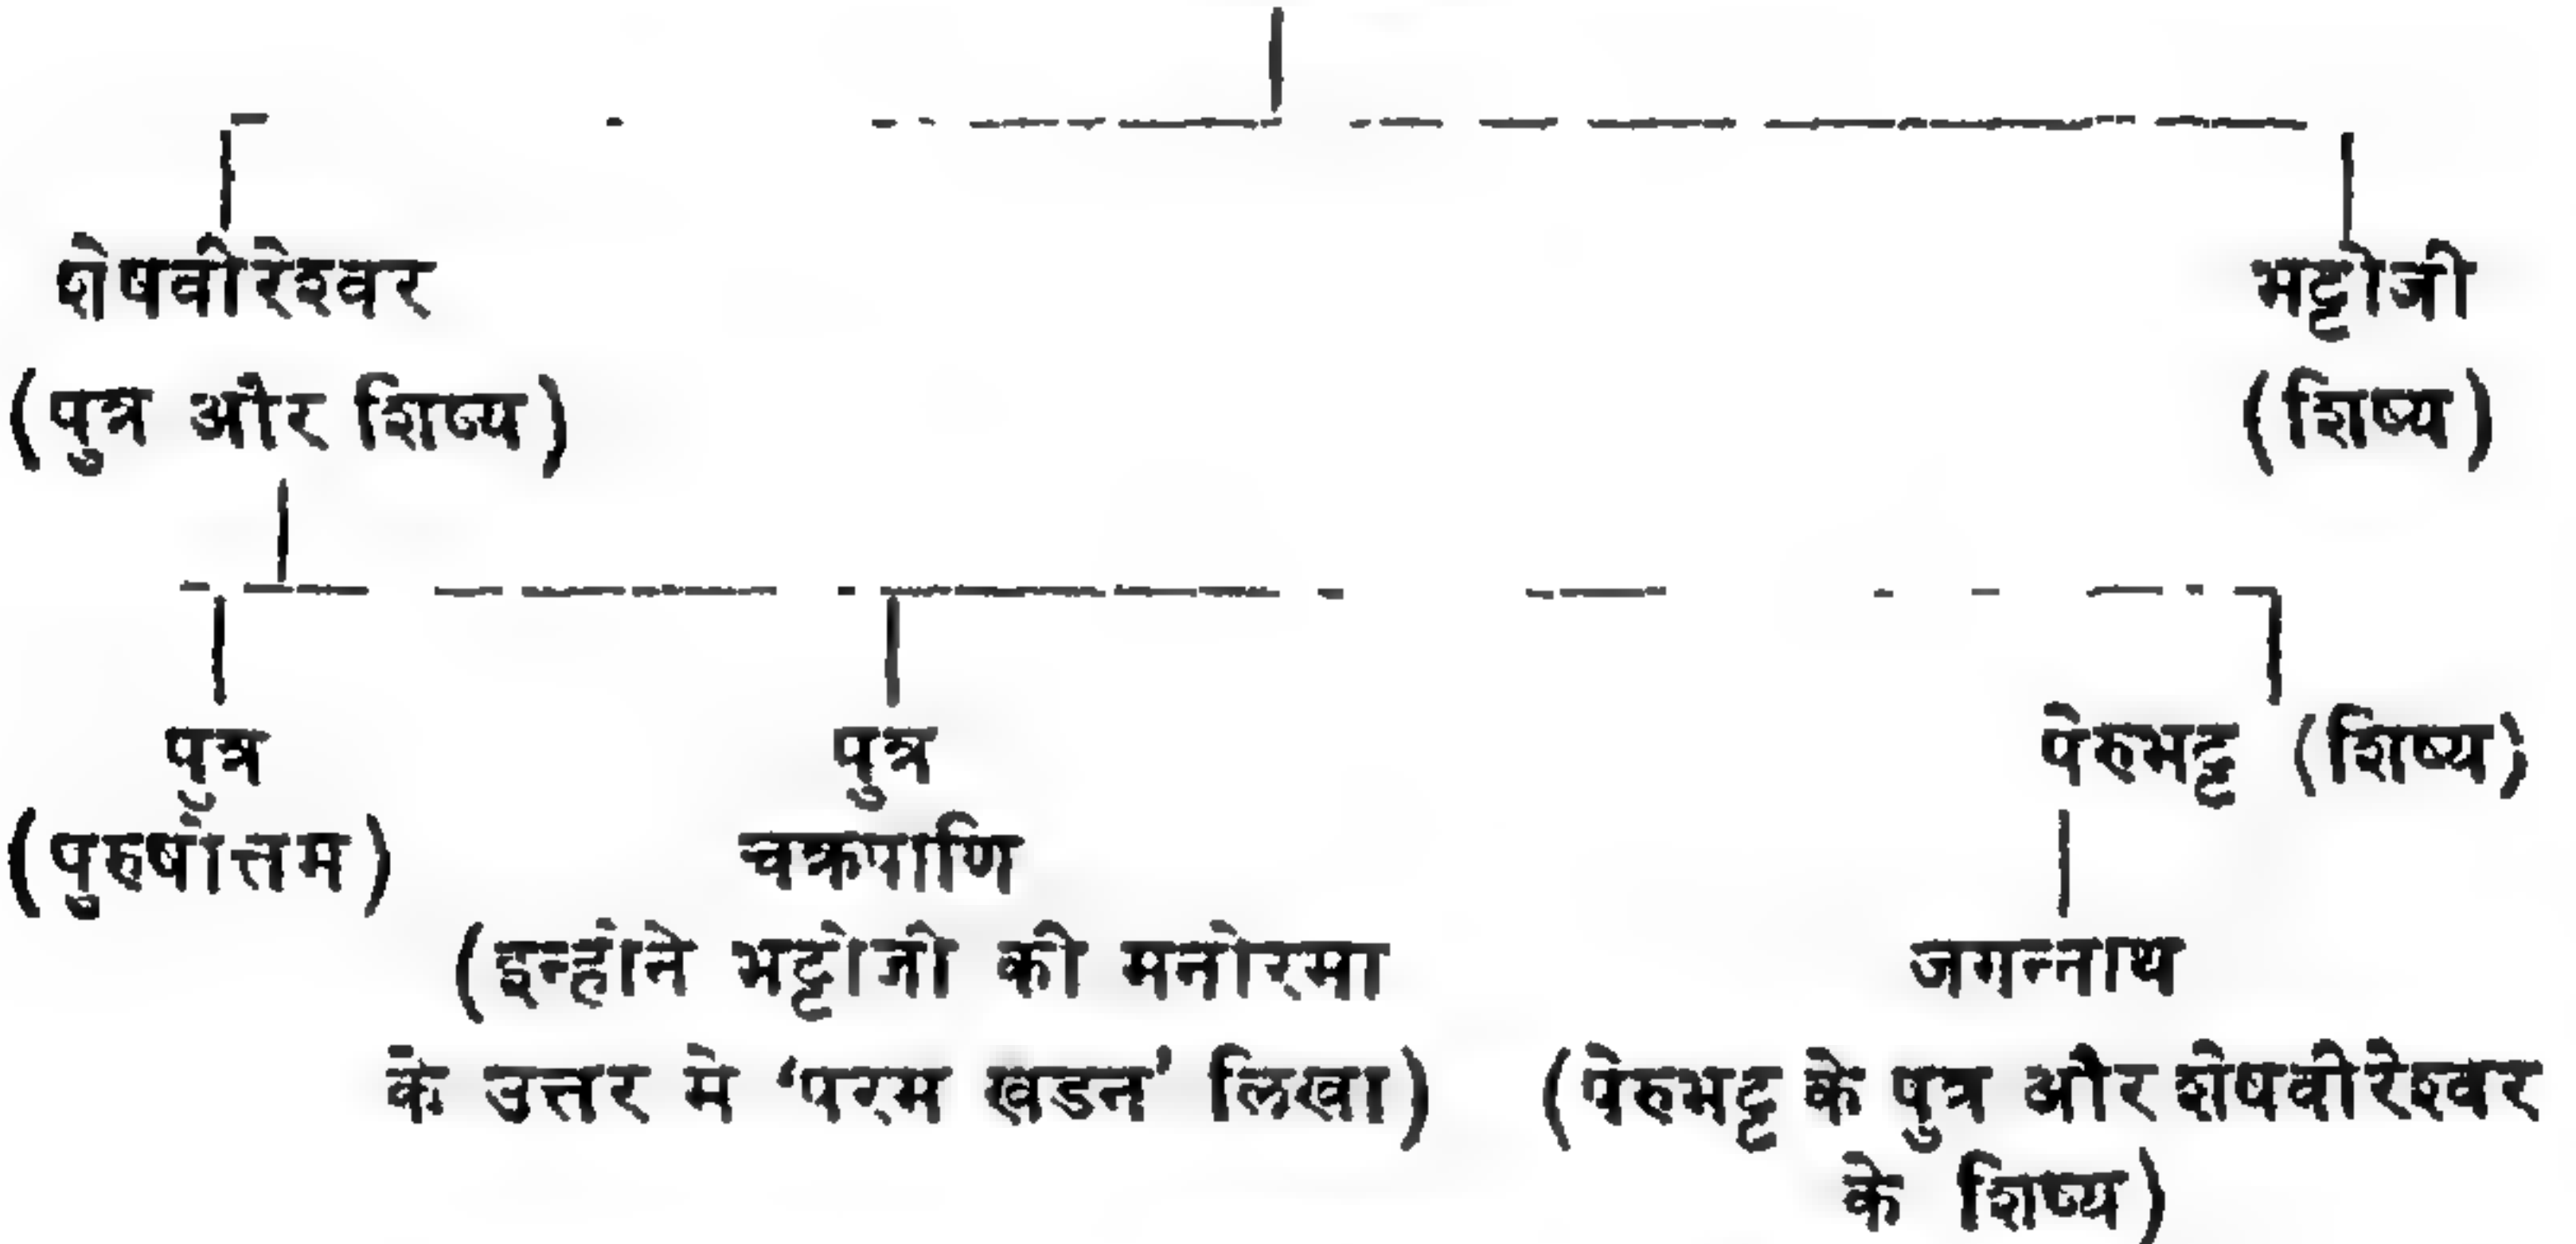 शेषवीरेश्वर
भट्टोजी
(पुत्र और शिष्य)
(शिष्य)
पुत्र
पुत्र
पेरुभट्ट (शिष्य)
(पुरुषोत्तम)
चक्रपाणि
(इन्होंने भट्टोजी की मनोरमा
जगन्नाथ
के उत्तर मे 'परम खंडन' लिखा)
(पेरुभट्ट के पुत्र और शेषवीरेश्वर
के शिष्य)